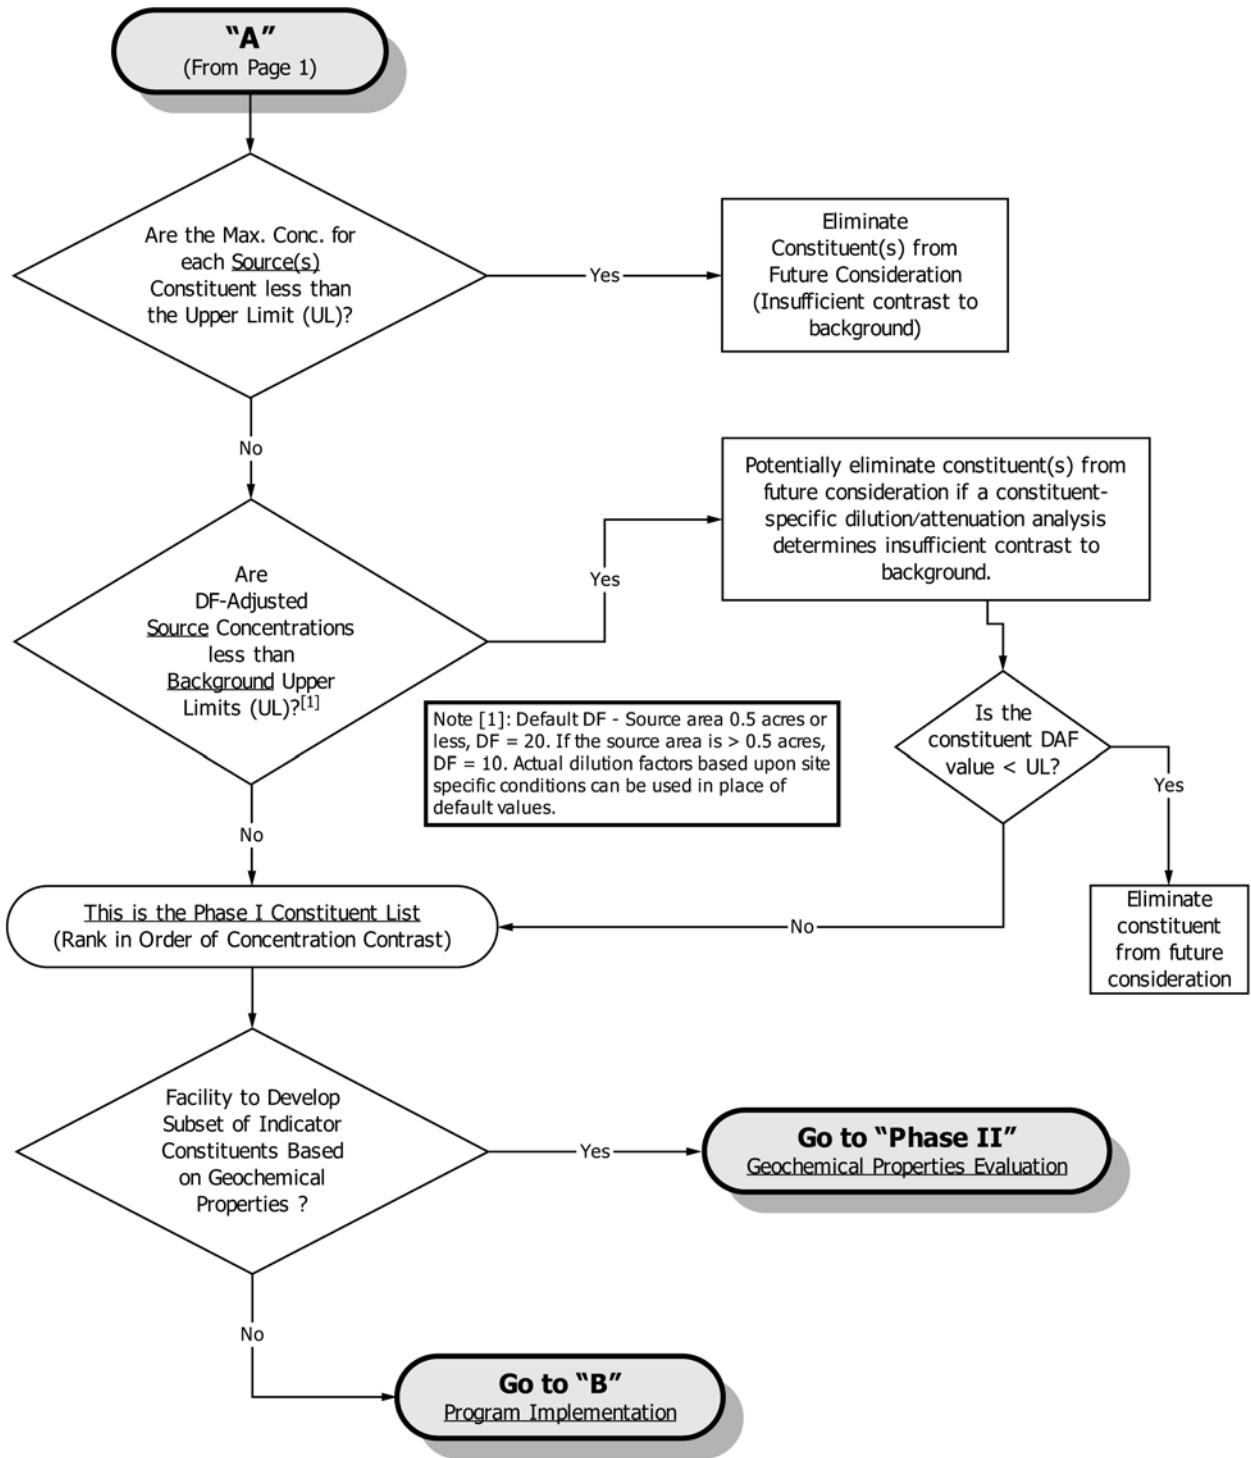 “A”
(From Page 1)
Are the Max. Conc. for
each Source(s)
Constituent less than
the Upper Limit (UL)?
Yes
Eliminate
Constituent(s) from
Future Consideration
(Insufficient contrast to
background)
No
Are
DF-Adjusted
Source Concentrations
less than
Background Upper
Limits (UL)?[1]
Yes
Potentially eliminate constituent(s) from
future consideration if a constituent-
specific dilution/attenuation analysis
determines insufficient contrast to
background.
Note [1]: Default DF - Source area 0.5 acres or
less, DF = 20. If the source area is > 0.5 acres,
DF = 10. Actual dilution factors based upon site
specific conditions can be used in place of
default values.
Is the
constituent DAF
value < UL?
Yes
Eliminate
constituent
from future
consideration
No
No
This is the Phase I Constituent List
(Rank in Order of Concentration Contrast)
Facility to Develop
Subset of Indicator
Constituents Based
on Geochemical
Properties ?
Yes
Go to “Phase II”
Geochemical Properties Evaluation
No
Go to “B”
Program Implementation